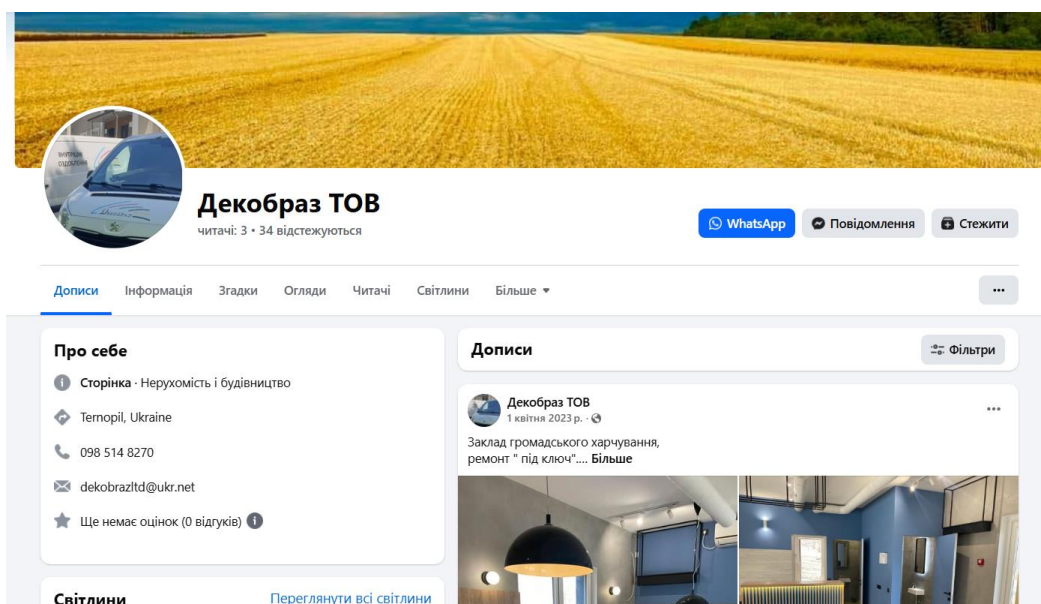 Декобраз ТОВ
читачі: 3 • 34 відстежуються
WhatsApp
Повідомлення
Стежити
Дописи
Інформація
Згадки
Огляди
Читачі
Світлини
Більше
Про себе
Сторінка · Нерухомість і будівництво
Ternopil, Ukraine
098 514 8270
dekobrazltd@ukr.net
Ще немає оцінок (0 відгуків)
Світлини
Переглянути всі світлини
Дописи
Фільтри
Декобраз ТОВ
1 квітня 2023 р. ·
Заклад громадського харчування,
ремонт " під ключ".... Більше